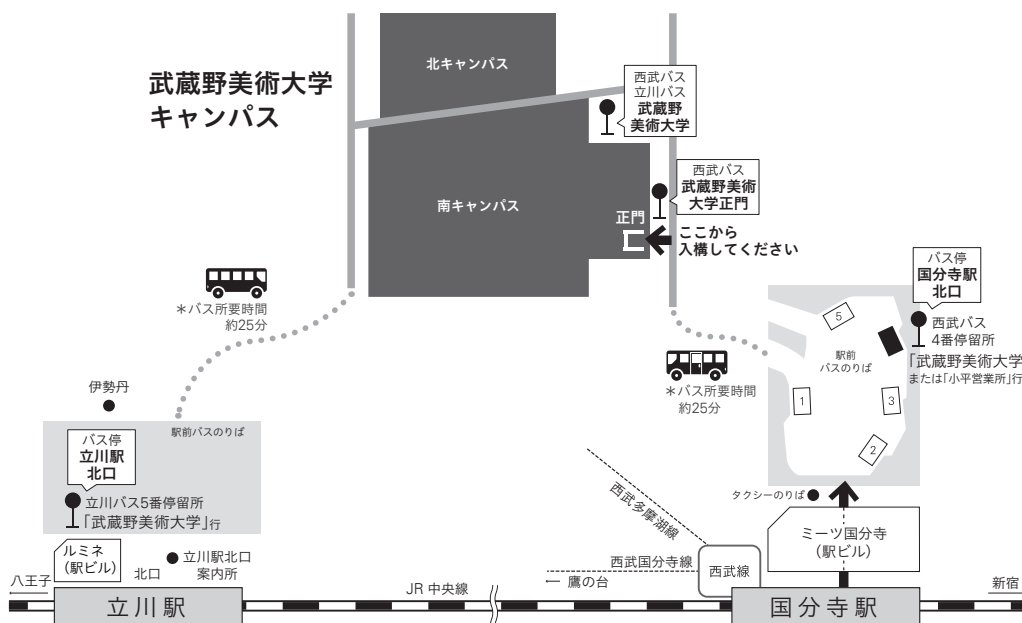 武蔵野美術大学
キャンパス
北キャンパス
西武バス
立川バス
武蔵野
美術大学
南キャンパス
西武バス
武蔵野美術
大学正門
正門
ここから
入構してください
＊バス所要時間
約25分
バス停
国分寺駅
北口
西武バス
4番停留所
「武蔵野美術大学」
または「小平営業所」行
5
駅前
バスのりば
1
3
2
＊バス所要時間
約25分
伊勢丹
駅前バスのりば
バス停
立川駅
北口
立川バス5番停留所
「武蔵野美術大学」行
ルミネ
（駅ビル）
北口
立川駅北口
案内所
タクシーのりば
西武多摩湖線
西武国分寺線
鷹の台
西武線
ミーツ国分寺
（駅ビル）
八王子
JR 中央線
新宿
立川駅
国分寺駅